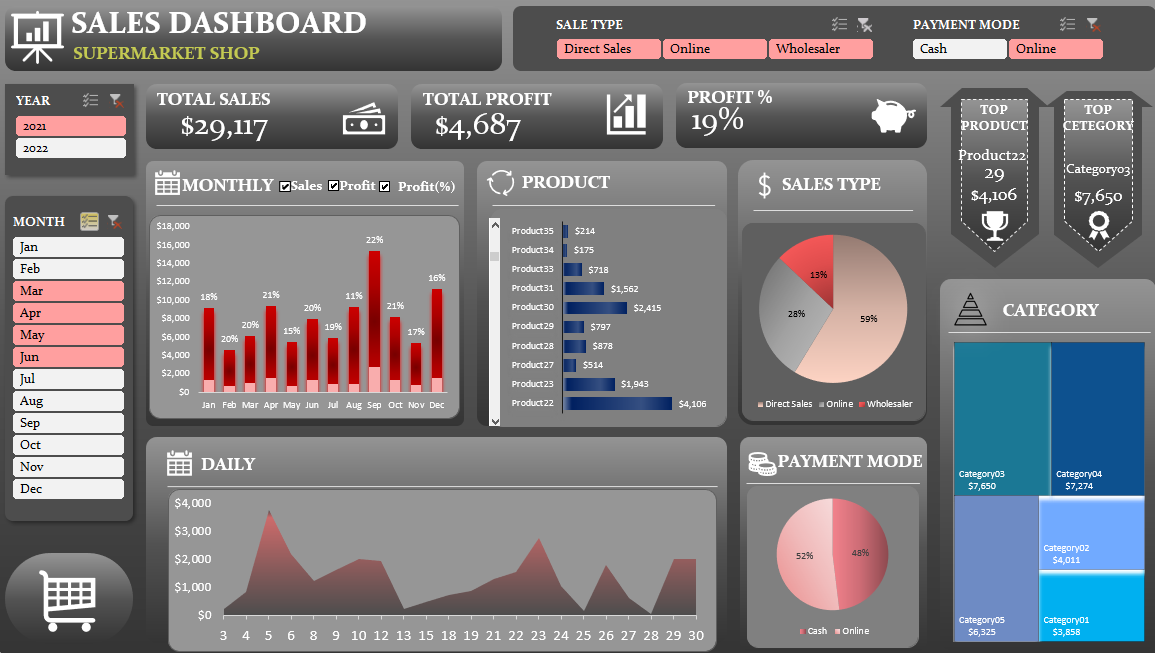 SALES DASHBOARD
SUPERMARKET SHOP
SALE TYPE
Direct Sales
Online
Wholesaler
PAYMENT MODE
Cash
Online
YEAR
2021
2022
MONTH
Jan
Feb
Mar
Apr
May
Jun
Jul
Aug
Sep
Oct
Nov
Dec
TOTAL SALES
$29,117
TOTAL PROFIT
$4,687
PROFIT %
19%
TOP
PRODUCT
Product22
29
$4,106
TOP
CETEGORY
Category03
$7,650
MONTHLY Sales Profit Profit(%)
$18,000
$16,000
$14,000
$12,000
$10,000
$8,000
$6,000
$4,000
$2,000
$0
18% 20% 20% 21% 15% 20% 19% 11% 22% 21% 17% 16%
Jan Feb Mar Apr May Jun Jul Aug Sep Oct Nov Dec
PRODUCT
Product35 $214
Product34 $175
Product33 $718
Product31 $1,562
Product30 $2,415
Product29 $797
Product28 $878
Product27 $514
Product23 $1,943
Product22 $4,106
$ SALES TYPE
13%
28%
59%
Direct Sales Online Wholesaler
CATEGORY
Category03
$7,650
Category04
$7,274
Category02
$4,011
Category05
$6,325
Category01
$3,858
DAILY
$4,000
$3,000
$2,000
$1,000
$0
3 4 5 6 8 9 10 12 13 15 18 19 21 22 23 24 25 26 27 28 29 30
PAYMENT MODE
52%
48%
Cash Online